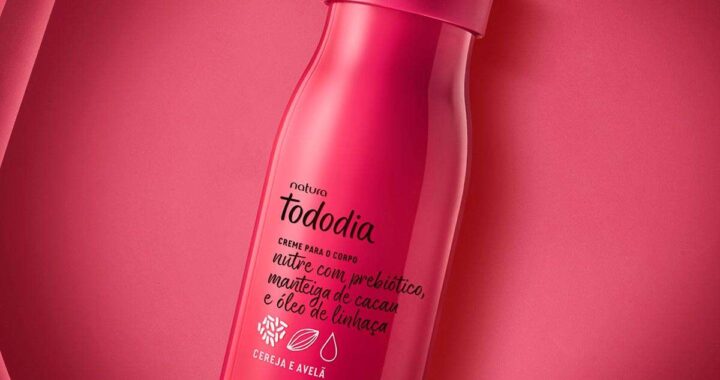 natura
Tododia
CREME PARA O CORPO
nutre com prebiótico,
manteiga de cacau
e óleo de linhaça
CEREJA E AVELÃ